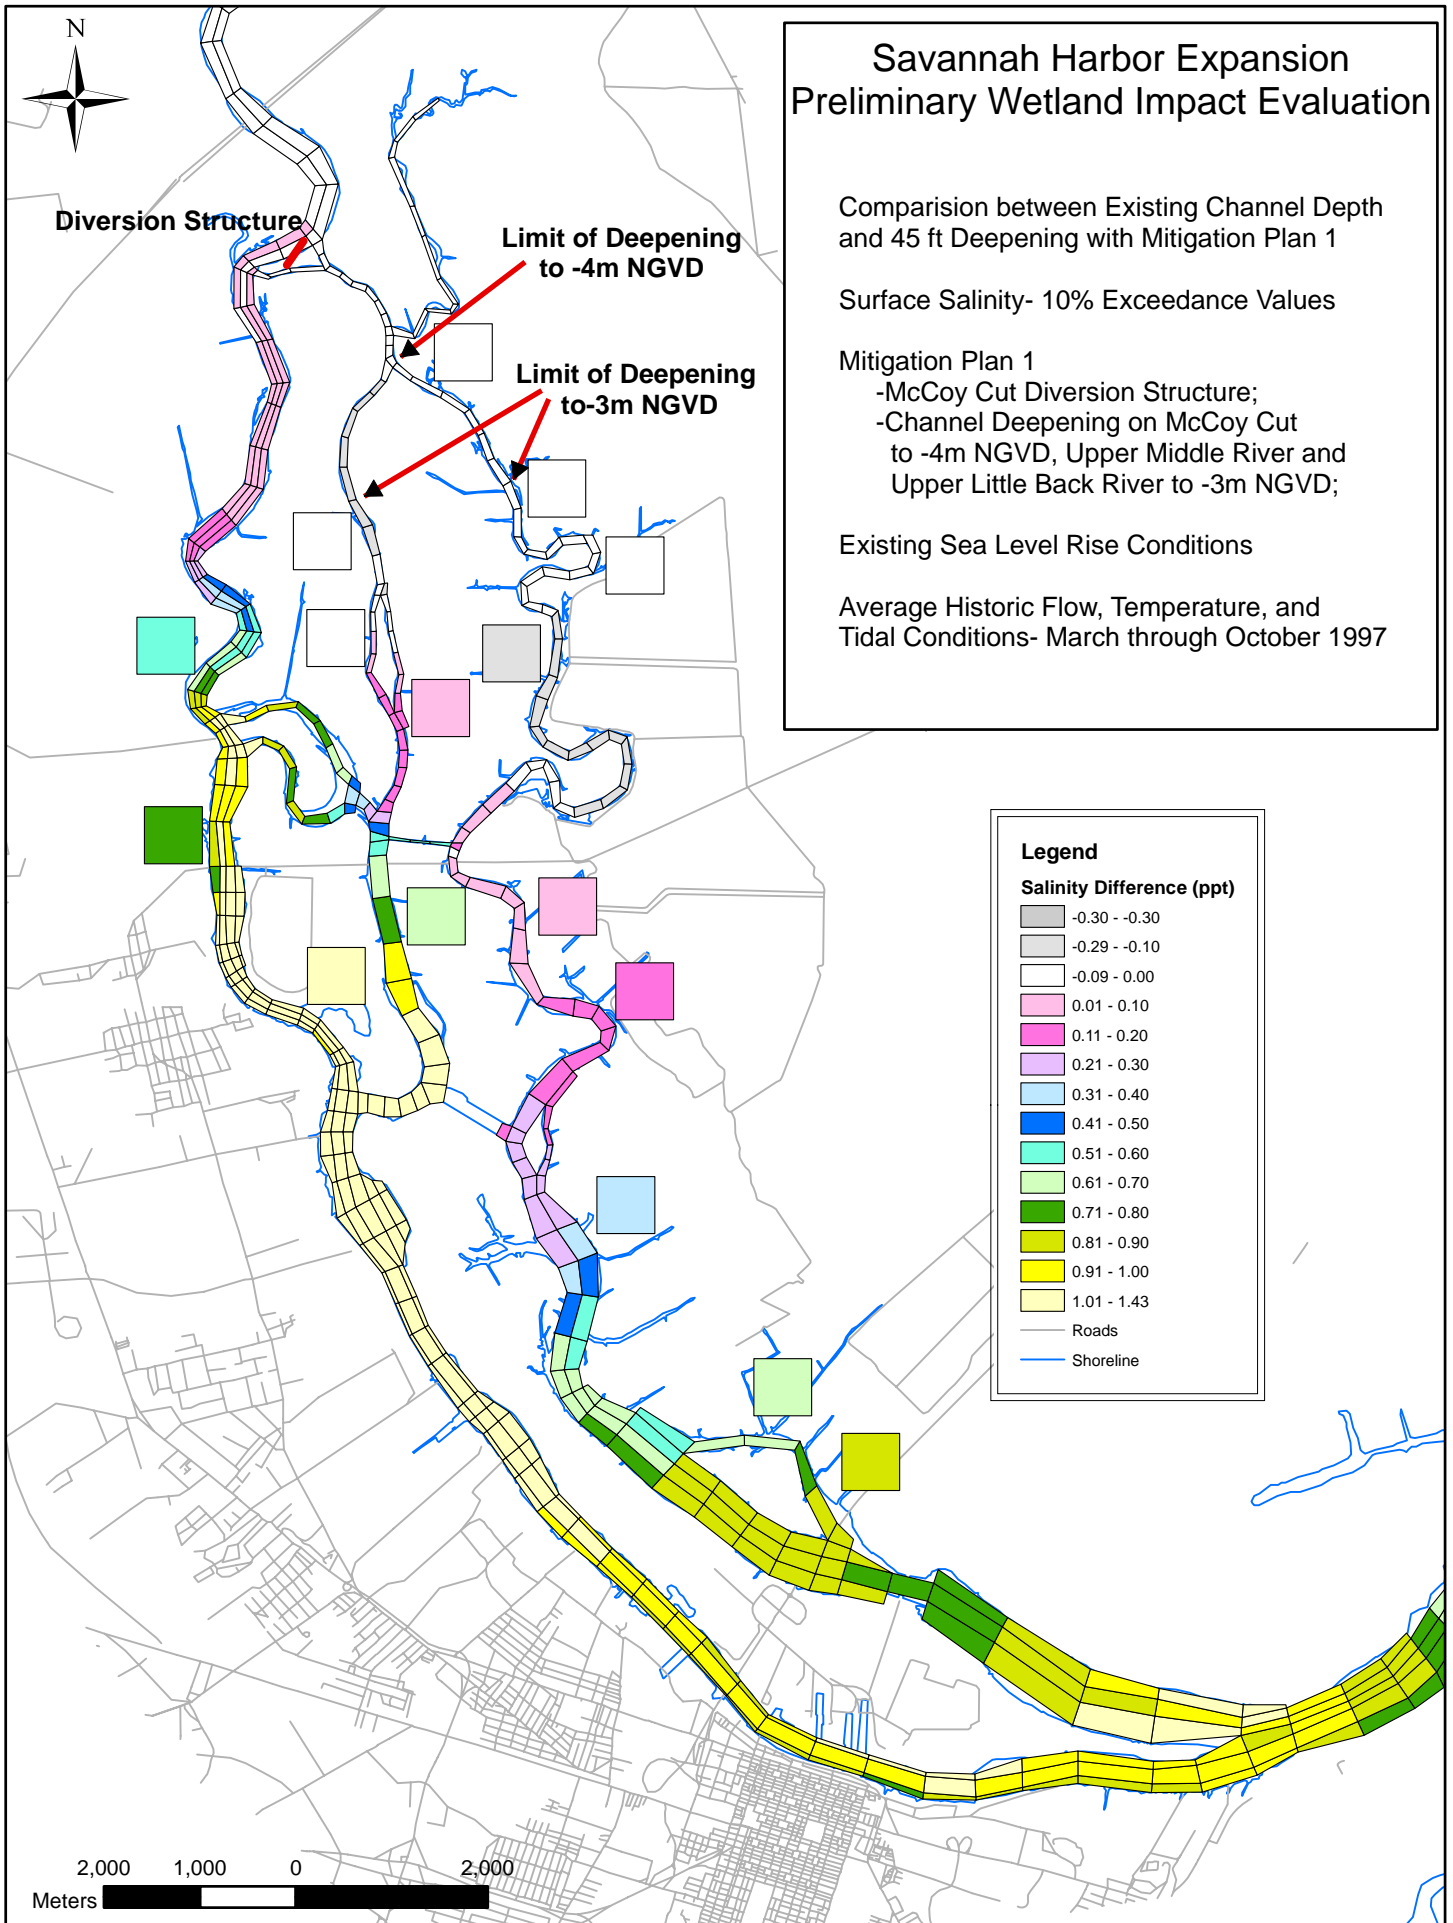 N
Savannah Harbor Expansion
Preliminary Wetland Impact Evaluation
Comparision between Existing Channel Depth
and 45 ft Deepening with Mitigation Plan 1
Surface Salinity- 10% Exceedance Values
Mitigation Plan 1
-McCoy Cut Diversion Structure;
-Channel Deepening on McCoy Cut
to -4m NGVD, Upper Middle River and
Upper Little Back River to -3m NGVD;
Existing Sea Level Rise Conditions
Average Historic Flow, Temperature, and
Tidal Conditions- March through October 1997
Diversion Structure
Limit of Deepening
to -4m NGVD
Limit of Deepening
to-3m NGVD
Legend
Salinity Difference (ppt)
-0.30 - -0.30
-0.29 - -0.10
-0.09 - 0.00
0.01 - 0.10
0.11 - 0.20
0.21 - 0.30
0.31 - 0.40
0.41 - 0.50
0.51 - 0.60
0.61 - 0.70
0.71 - 0.80
0.81 - 0.90
0.91 - 1.00
1.01 - 1.43
Roads
Shoreline
2,000 1,000 0 2,000
Meters